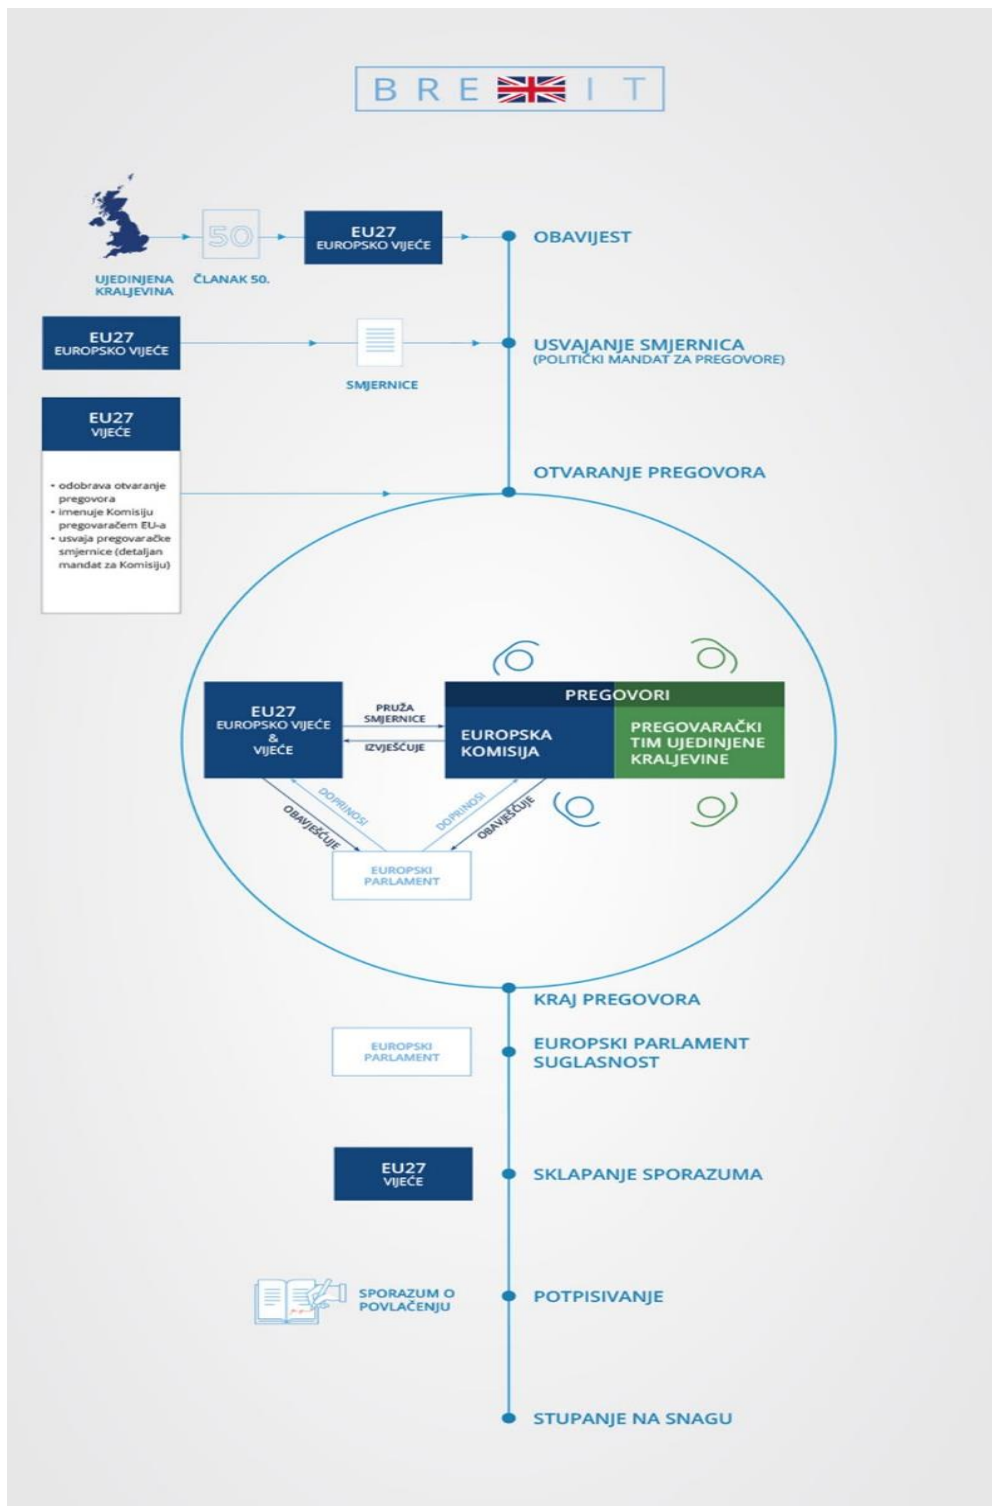 BREXIT
50
EU27
EUROPSKO VIJEĆE
OBAVIJEST
UJEDINJENA
KRALJEVINA
ČLANAK 50.
EU27
EUROPSKO VIJEĆE
SMJERNICE
USVAJANJE SMJERNICA
(POLITIČKI MANDAT ZA PREGOVORE)
EU27
VIJEĆE
• odobrava otvaranje
pregovora
• imenuje Komisiju
pregovaračem EU-a
• usvaja pregovaračke
smjernice (detaljan
mandat za Komisiju)
OTVARANJE PREGOVORA
EU27
EUROPSKO VIJEĆE
&
VIJEĆE
PRUŽA
SMJERNICE
IZVJEŠĆUJE
PREGOVORI
EUROPSKA
KOMISIJA
PREGOVARAČKI
TIM UJEDINJENE
KRALJEVINE
DOPRINOSI
OBAVJEŠĆUJE
DOPRINOSI
OBAVJEŠĆUJE
EUROPSKI
PARLAMENT
KRAJ PREGOVORA
EUROPSKI
PARLAMENT
EUROPSKI PARLAMENT
SUGLASNOST
EU27
VIJEĆE
SKLAPANJE SPORAZUMA
SPORAZUM O
POVLAČENJU
POTPISIVANJE
STUPANJE NA SNAGU